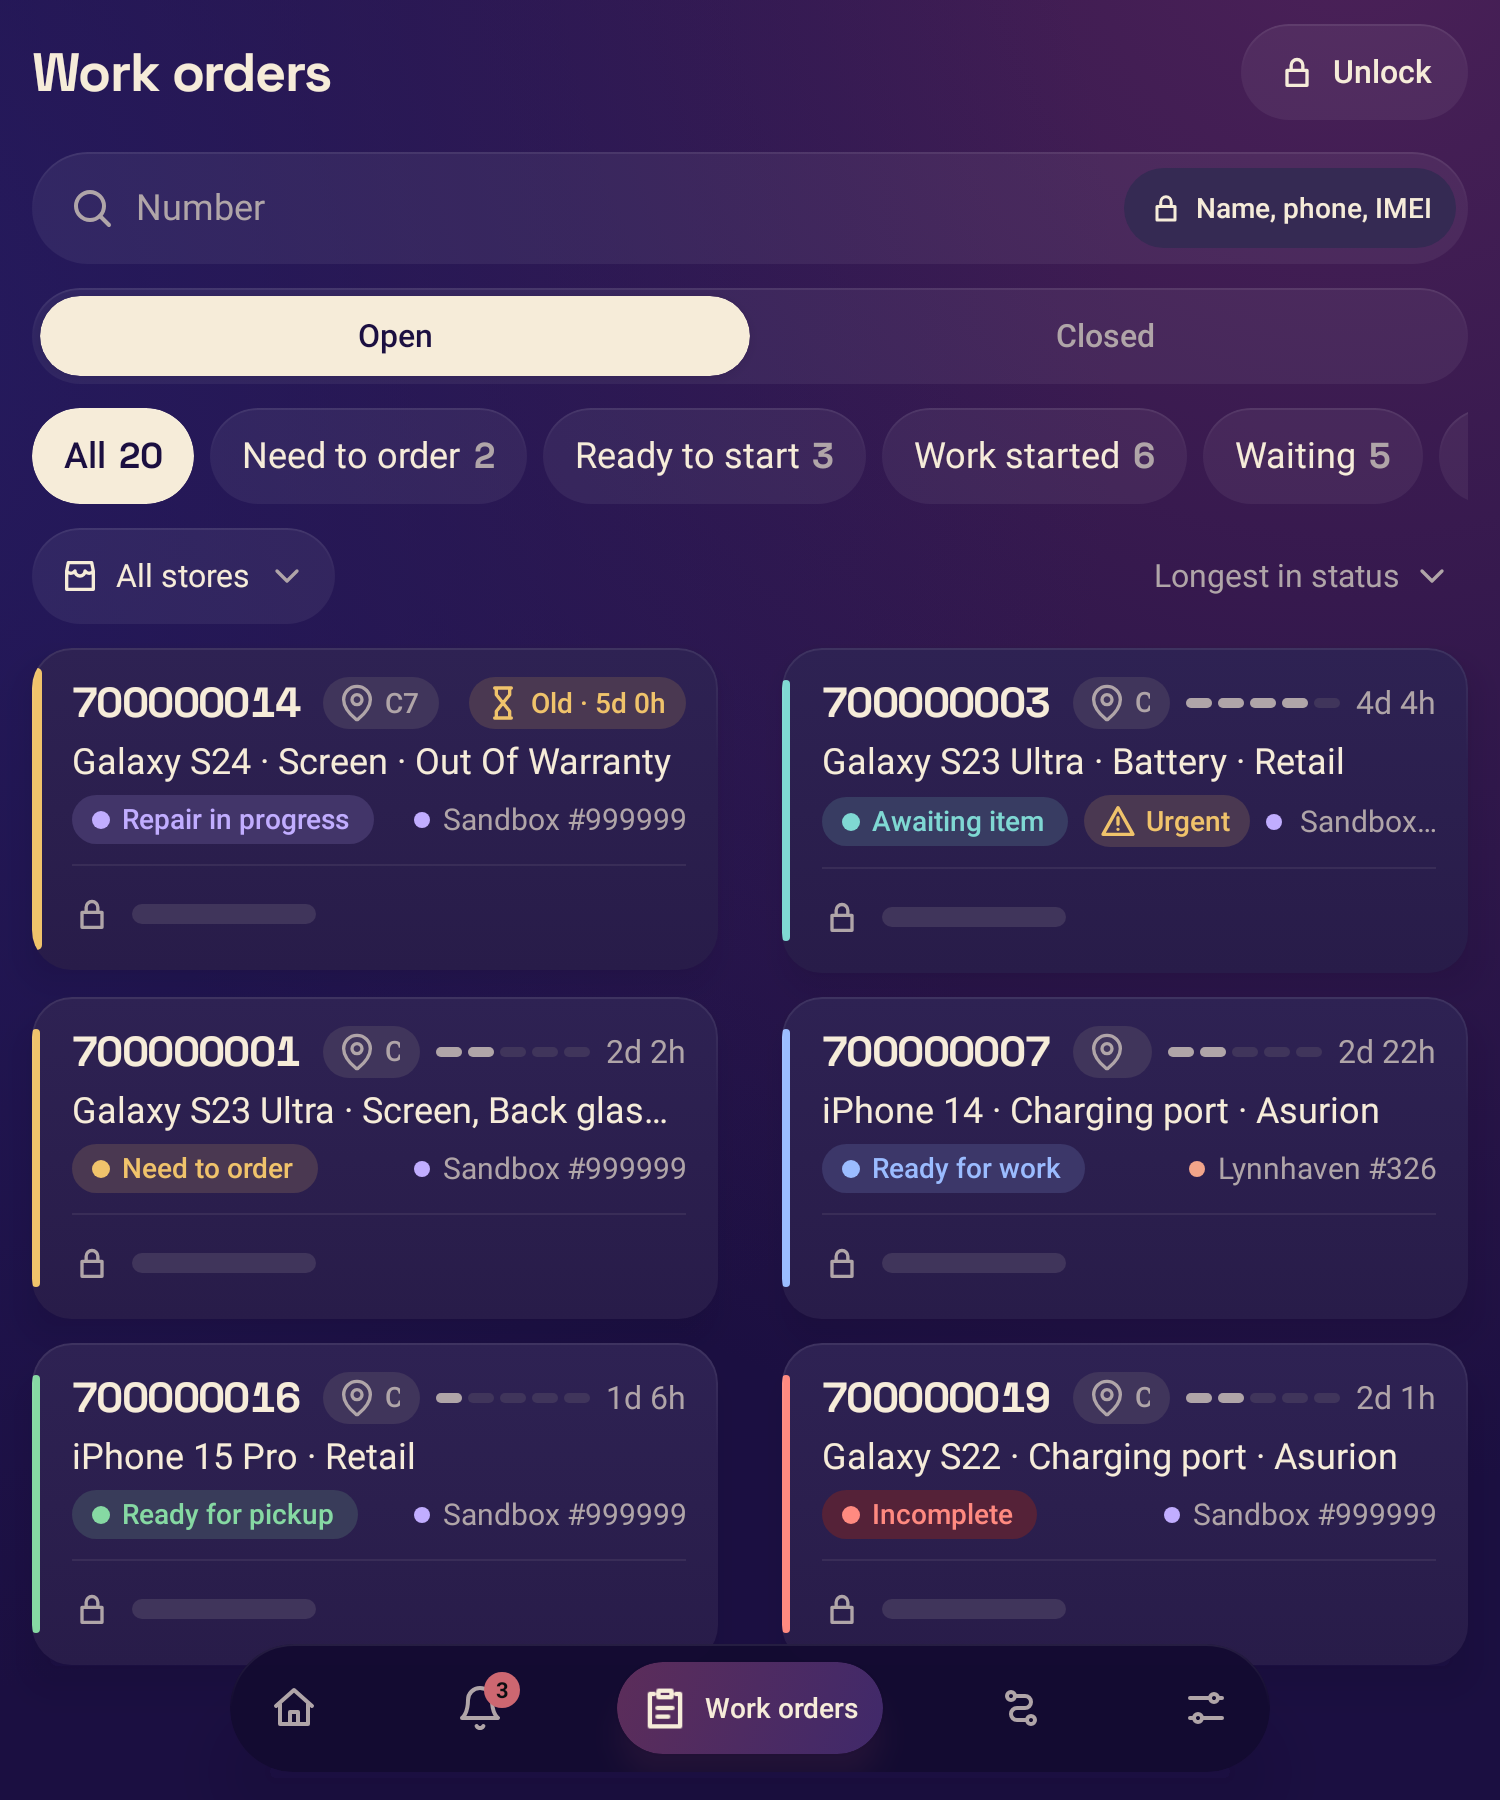 Work orders
Unlock
Number
Name, phone, IMEI
Open
Closed
All 20
Need to order 2
Ready to start 3
Work started 6
Waiting 5
All stores
Longest in status
700000014
C7
Old · 5d 0h
Galaxy S24 · Screen · Out Of Warranty
Repair in progress
Sandbox #999999
700000003
C
4d 4h
Galaxy S23 Ultra · Battery · Retail
Awaiting item
Urgent
Sandbox...
700000001
C
2d 2h
Galaxy S23 Ultra · Screen, Back glas...
Need to order
Sandbox #999999
700000007
2d 22h
iPhone 14 · Charging port · Asurion
Ready for work
Lynnhaven #326
700000016
C
1d 6h
iPhone 15 Pro · Retail
Ready for pickup
Sandbox #999999
700000019
C
2d 1h
Galaxy S22 · Charging port · Asurion
Incomplete
Sandbox #999999
3
Work orders